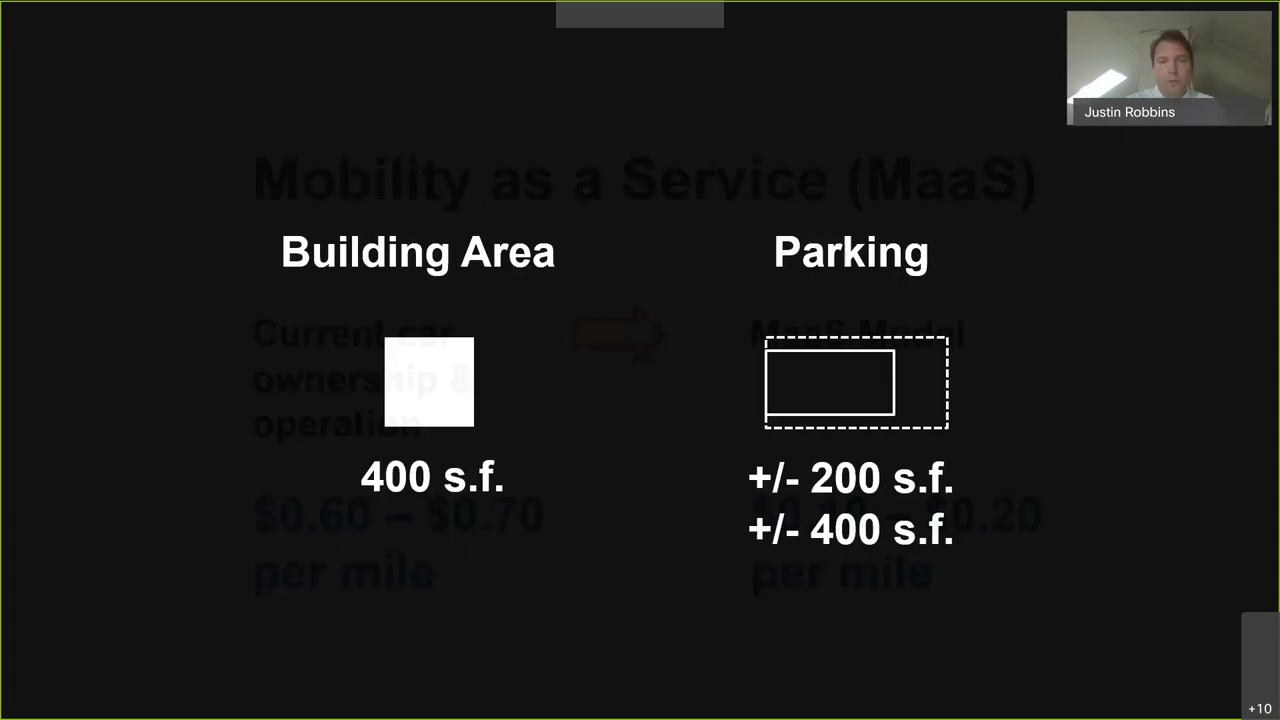 Justin Robbins
Mobility as a Service (MaaS)
Building Area
Parking
Current car
ownership &
operation
MaaS Model
400 s.f.
+/- 200 s.f.
+/- 400 s.f.
$0.60 – $0.70
per mile
0.20
per mile
+10